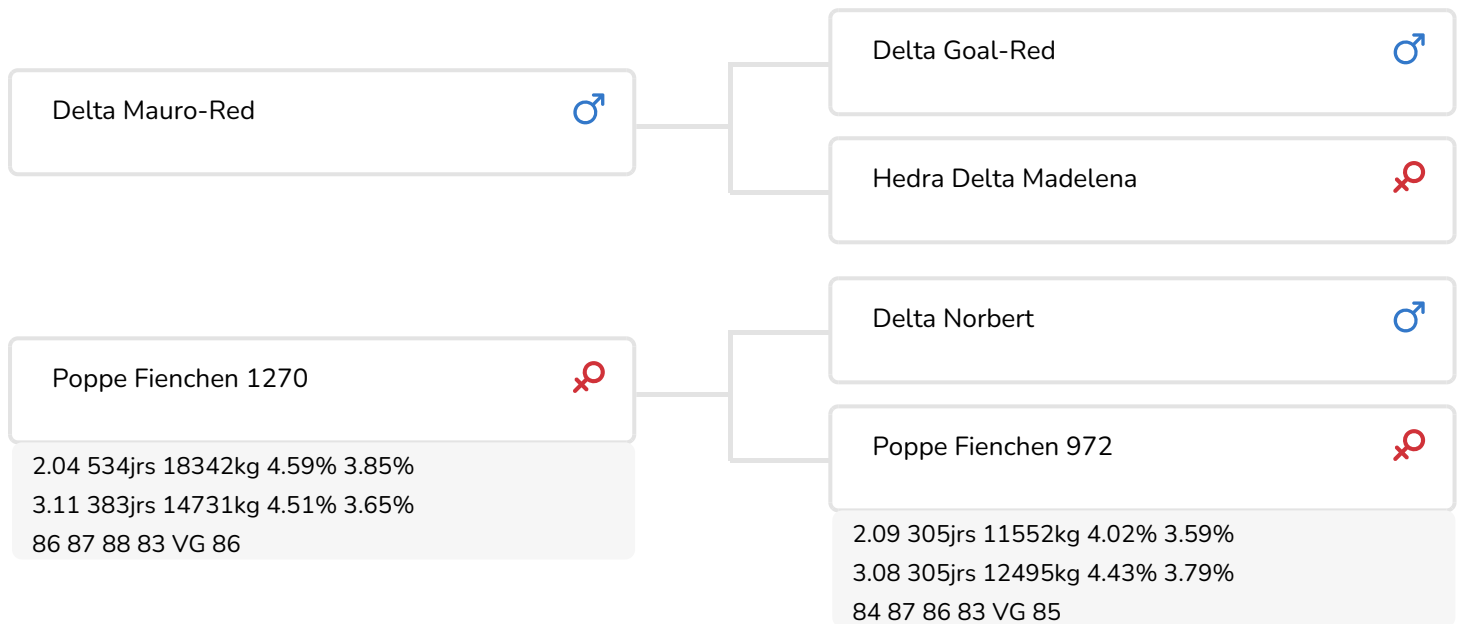 Delta Mauro-Red
Delta Goal-Red
Hedra Delta Madelena
Poppe Fienchen 1270
2.04 534jrs 18342kg 4.59% 3.85%
3.11 383jrs 14731kg 4.51% 3.65%
86 87 88 83 VG 86
Delta Norbert
Poppe Fienchen 972
2.09 305jrs 11552kg 4.02% 3.59%
3.08 305jrs 12495kg 4.43% 3.79%
84 87 86 83 VG 85